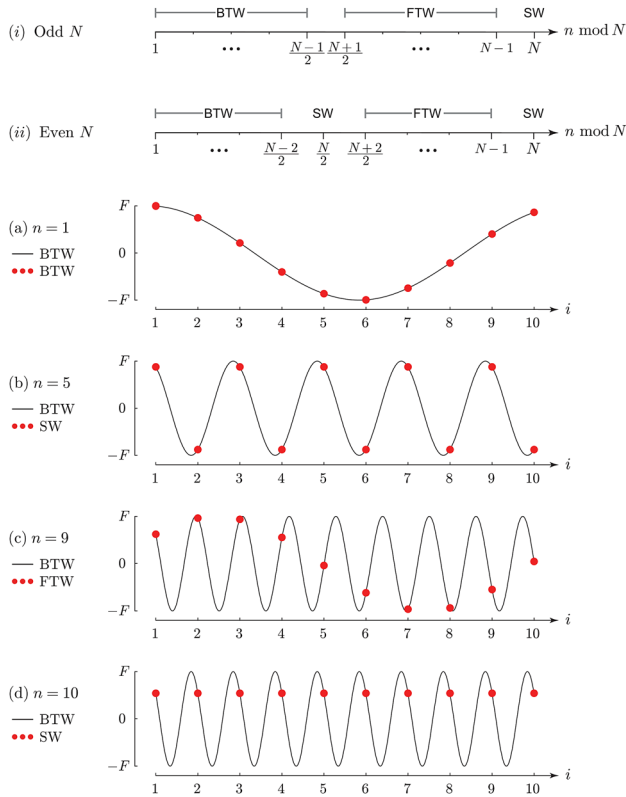 BTW FTW SW
(i) Odd N n mod N
1 ••• N − 1/2 N + 1/2 ••• N − 1 N
BTW SW FTW SW
(ii) Even N n mod N
1 ••• N − 2/2 N/2 N + 2/2 ••• N − 1 N
(a) n = 1
BTW
BTW
F
0
−F
1 2 3 4 5 6 7 8 9 10 i
(b) n = 5
BTW
SW
F
0
−F
1 2 3 4 5 6 7 8 9 10 i
(c) n = 9
BTW
FTW
F
0
−F
1 2 3 4 5 6 7 8 9 10 i
(d) n = 10
BTW
SW
F
0
−F
1 2 3 4 5 6 7 8 9 10 i